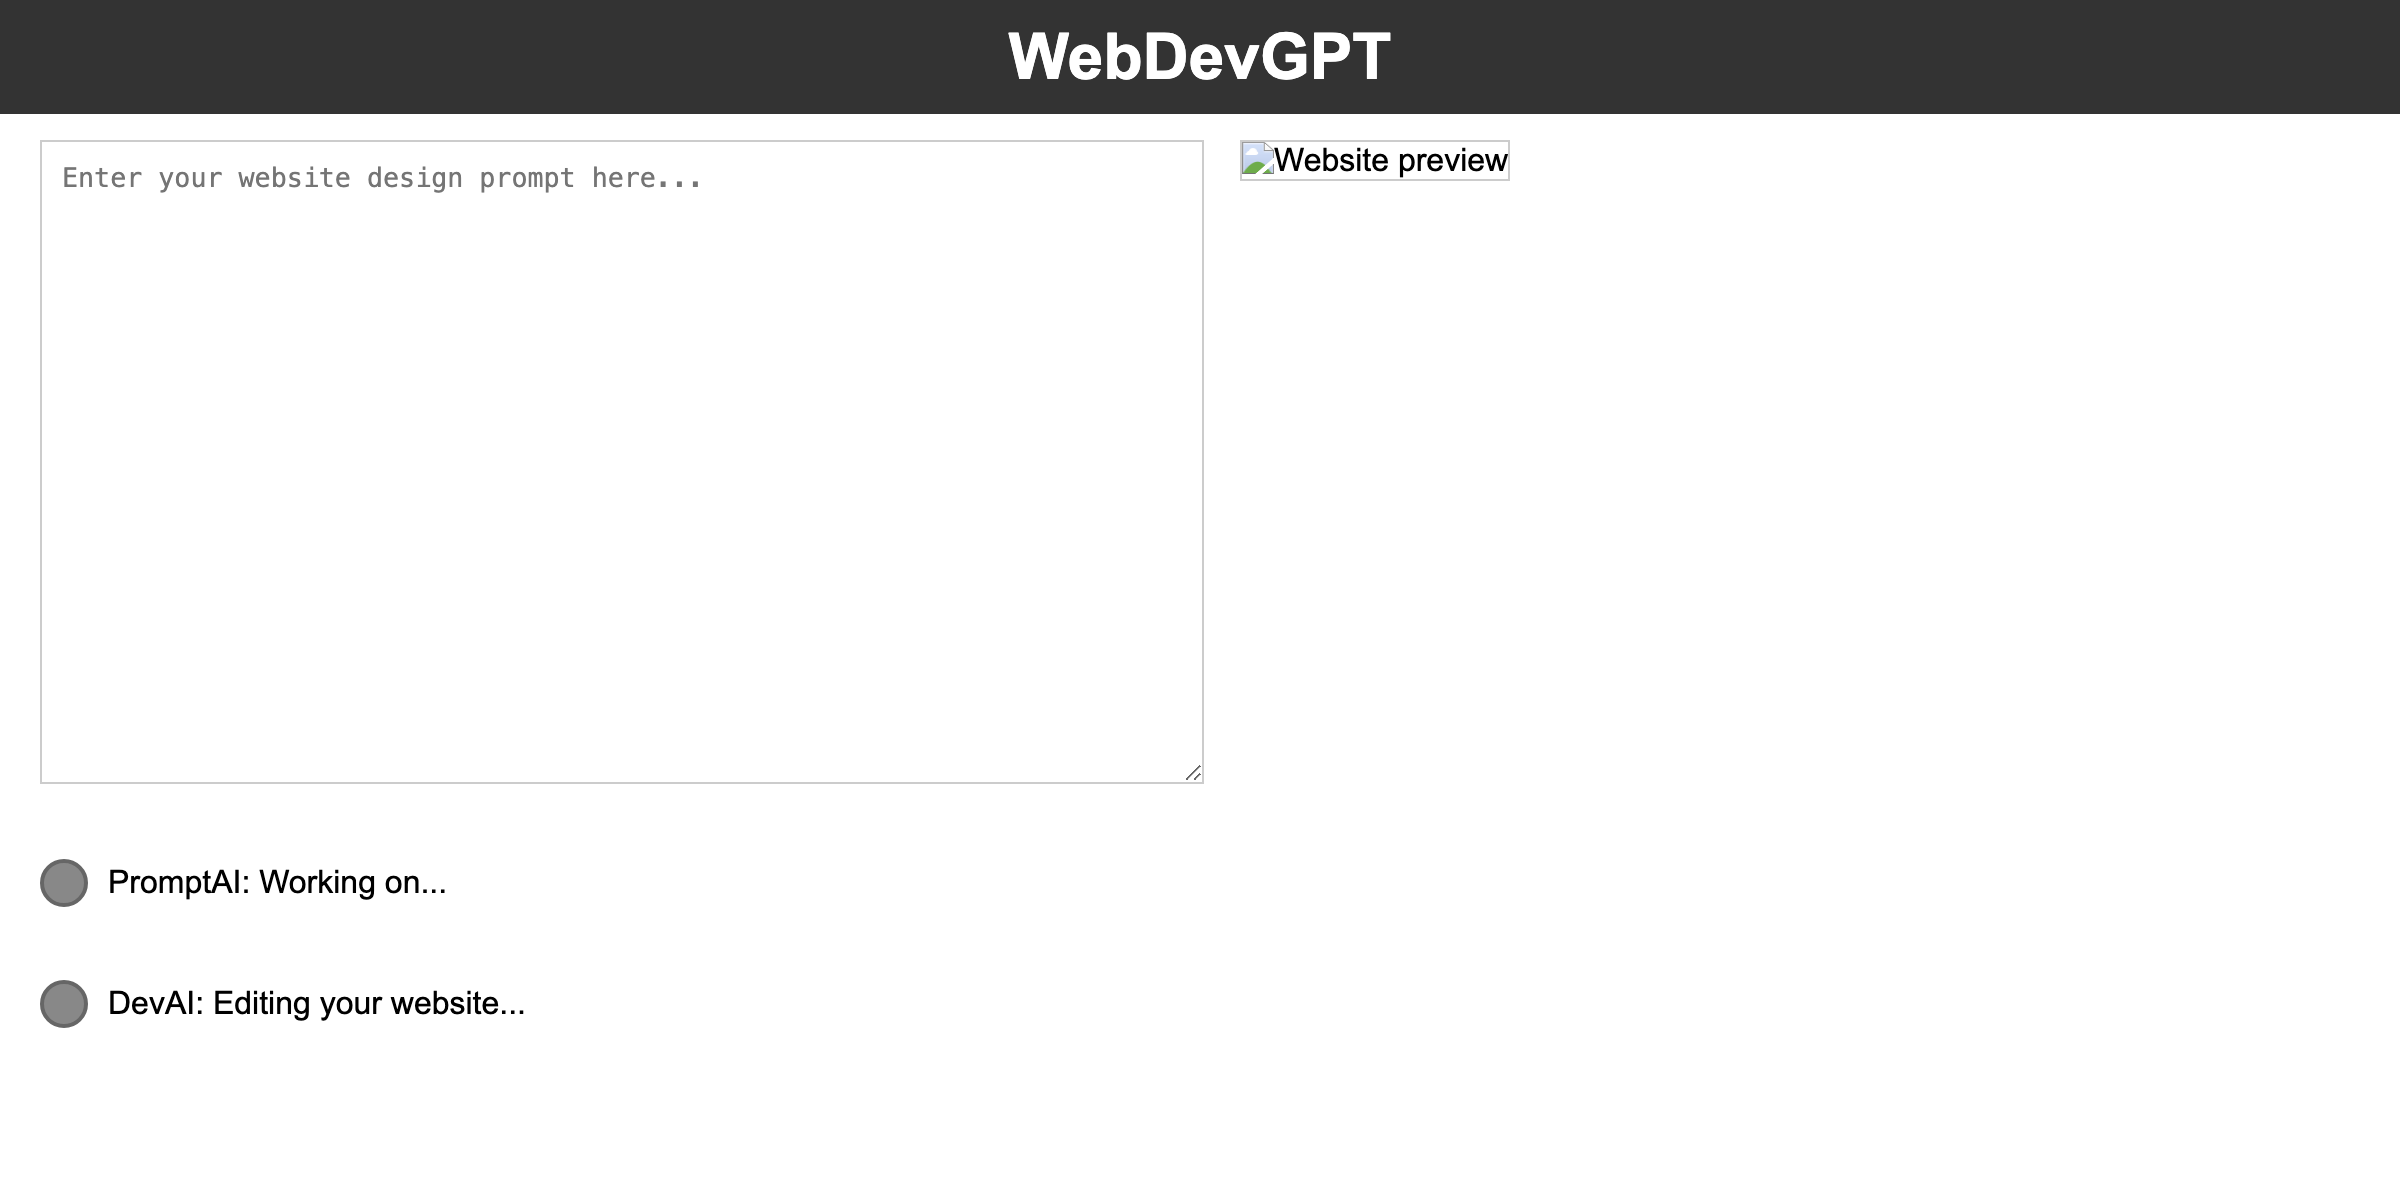 WebDevGPT
Enter your website design prompt here...
Website preview
PromptAI: Working on...
DevAI: Editing your website...